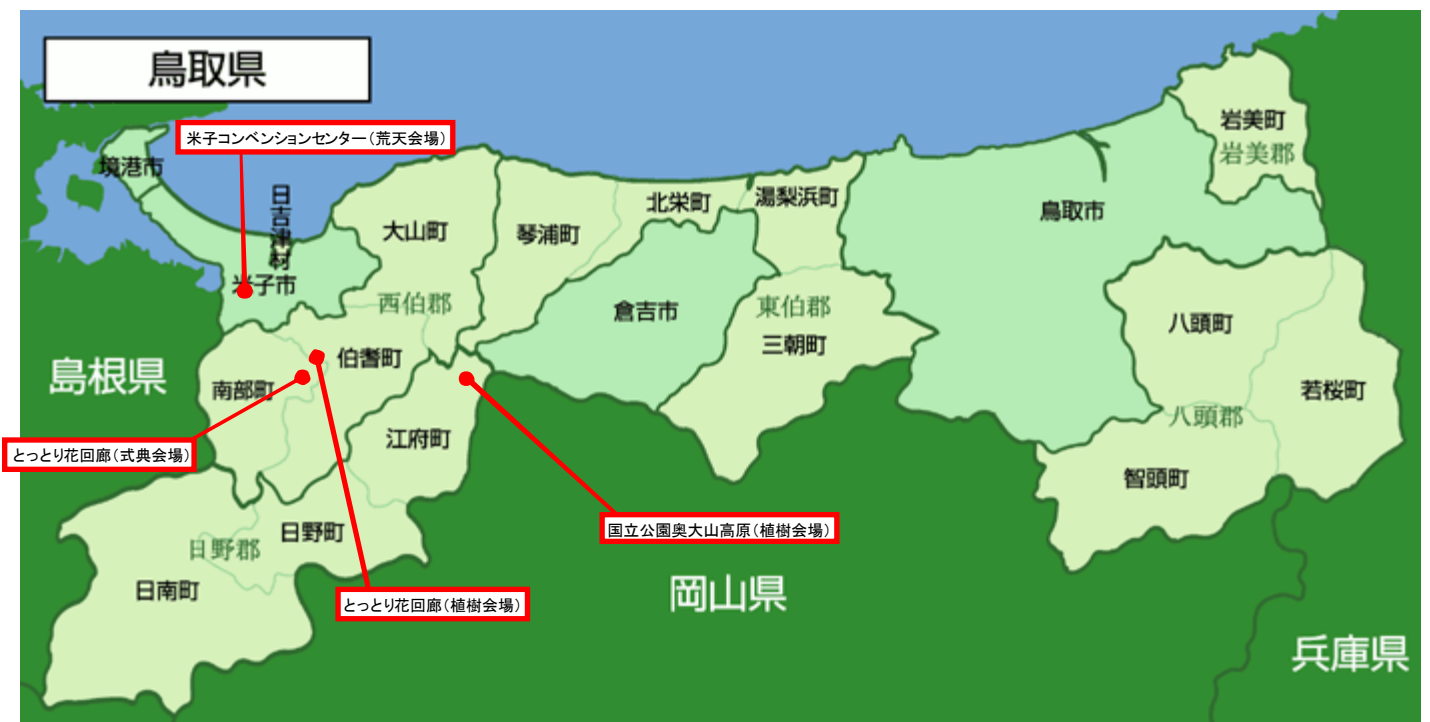 鳥取県
米子コンベンションセンター(荒天会場)
境港市
日吉津村
米子市
大山町
琴浦町
北栄町
湯梨浜町
鳥取市
岩美町
岩美郡
西伯郡
倉吉市
東伯郡
三朝町
八頭町
若桜町
八頭郡
智頭町
島根県
南部町
伯耆町
江府町
とっとり花回廊(式典会場)
国立公園奥大山高原(植樹会場)
日野町
日野郡
日南町
とっとり花回廊(植樹会場)
岡山県
兵庫県